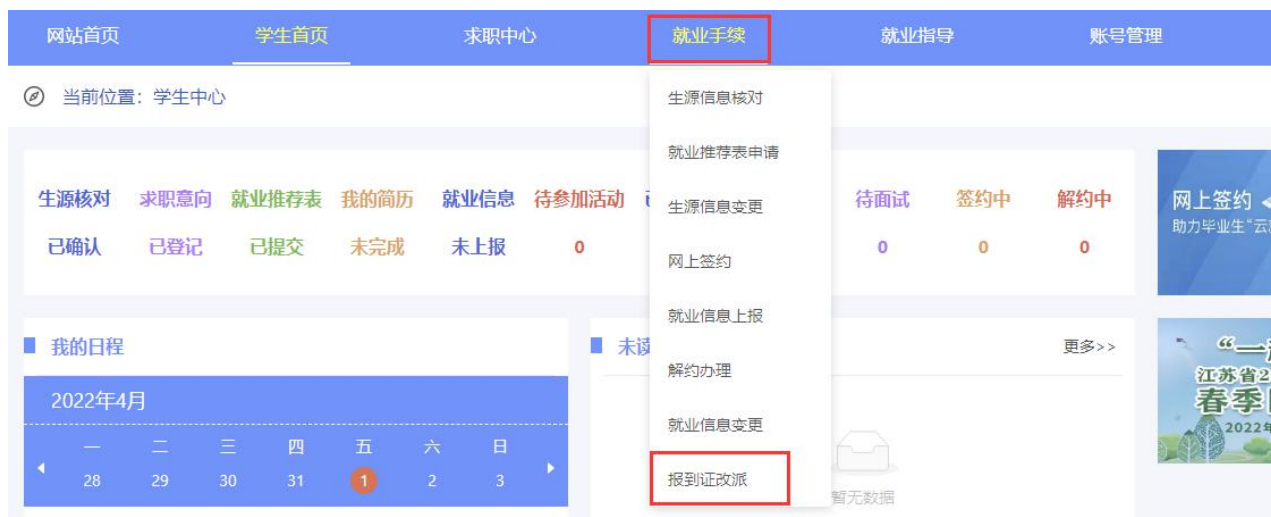 网站首页 学生首页 求职中心 就业手续 就业指导 账号管理
当前位置：学生中心
生源信息核对
就业推荐表申请
生源信息变更
网上签约
就业信息上报
解约办理
就业信息变更
报到证改派
生源核对 求职意向 就业推荐表 我的简历 就业信息 待参加活动 待面试 签约中 解约中
已确认 已登记 已提交 未完成 未上报 0 0 0 0
网上签约
助力毕业生“云
我的日程
未读 更多>>
2022年4月
一 二 三 四 五 六 日
28 29 30 31 1 2 3
暂无数据
“一
江苏省2
春季
2022